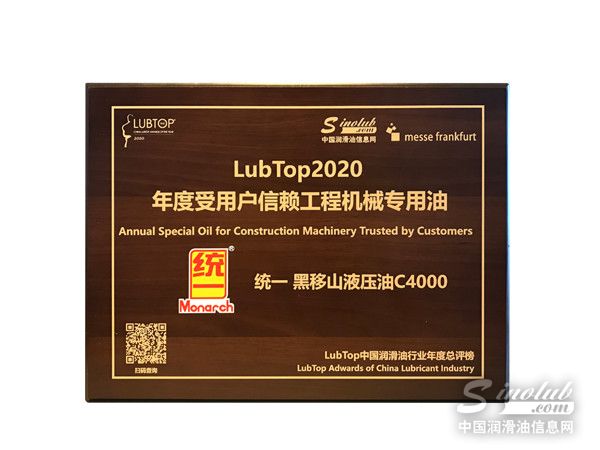 LUBTOP
2020
Sinolub
.com
中国润滑油信息网
messe frankfurt
LubTop2020
年度受用户信赖工程机械专用油
Annual Special Oil for Construction Machinery Trusted by Customers
统一
®
Monarch
统一 黑移山液压油C4000
扫码查询
LubTop中国润滑油行业年度总评榜
LubTop Adwards of China Lubricant Industry
Sinolub
.com
中国润滑油信息网